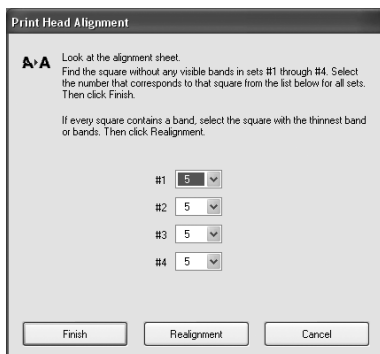 Print Head Alignment
A▸A
Look at the alignment sheet.
Find the square without any visible bands in sets #1 through #4. Select
the number that corresponds to that square from the list below for all sets.
Then click Finish.
If every square contains a band, select the square with the thinnest band
or bands. Then click Realignment.
#1 5
#2 5
#3 5
#4 5
Finish Realignment Cancel